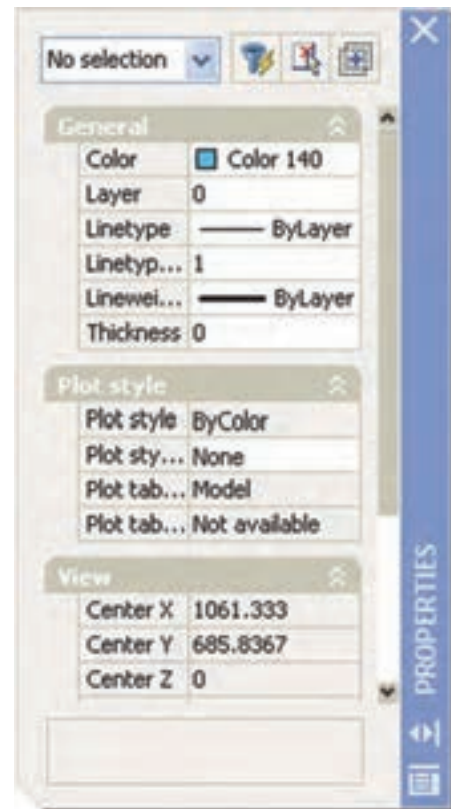 No selection
General
Color Color 140
Layer 0
Linetype ByLayer
Linetyp... 1
Linewei... ByLayer
Thickness 0
Plot style
Plot style ByColor
Plot sty... None
Plot tab... Model
Plot tab... Not available
View
Center X 1061.333
Center Y 685.8367
Center Z 0
PROPERTIES